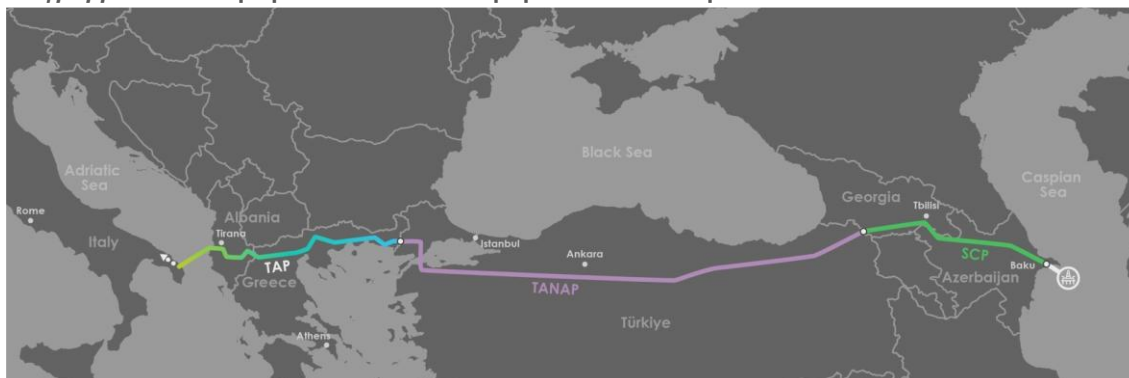 Black Sea
Adriatic
Sea
Caspian
Sea
Georgia
Tbilisi
Rome
Albania
Tirana
Italy
Istanbul
Ankara
SCP
Baku
TAP
Greece
Azerbaijan
TANAP
Türkiye
Athens